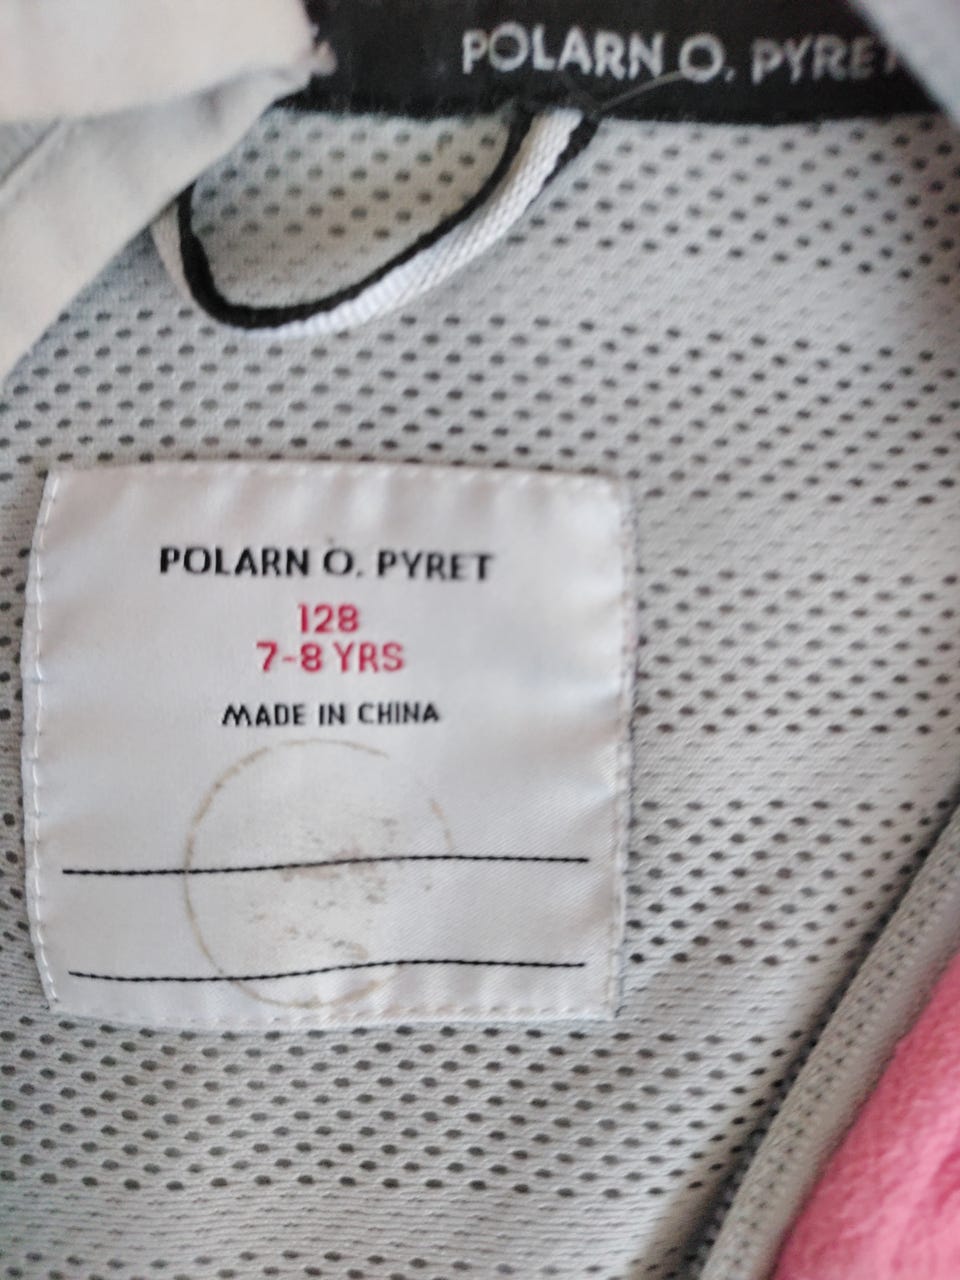 POLARN O. PYRET
POLARN O. PYRET
128
7-8 YRS
MADE IN CHINA